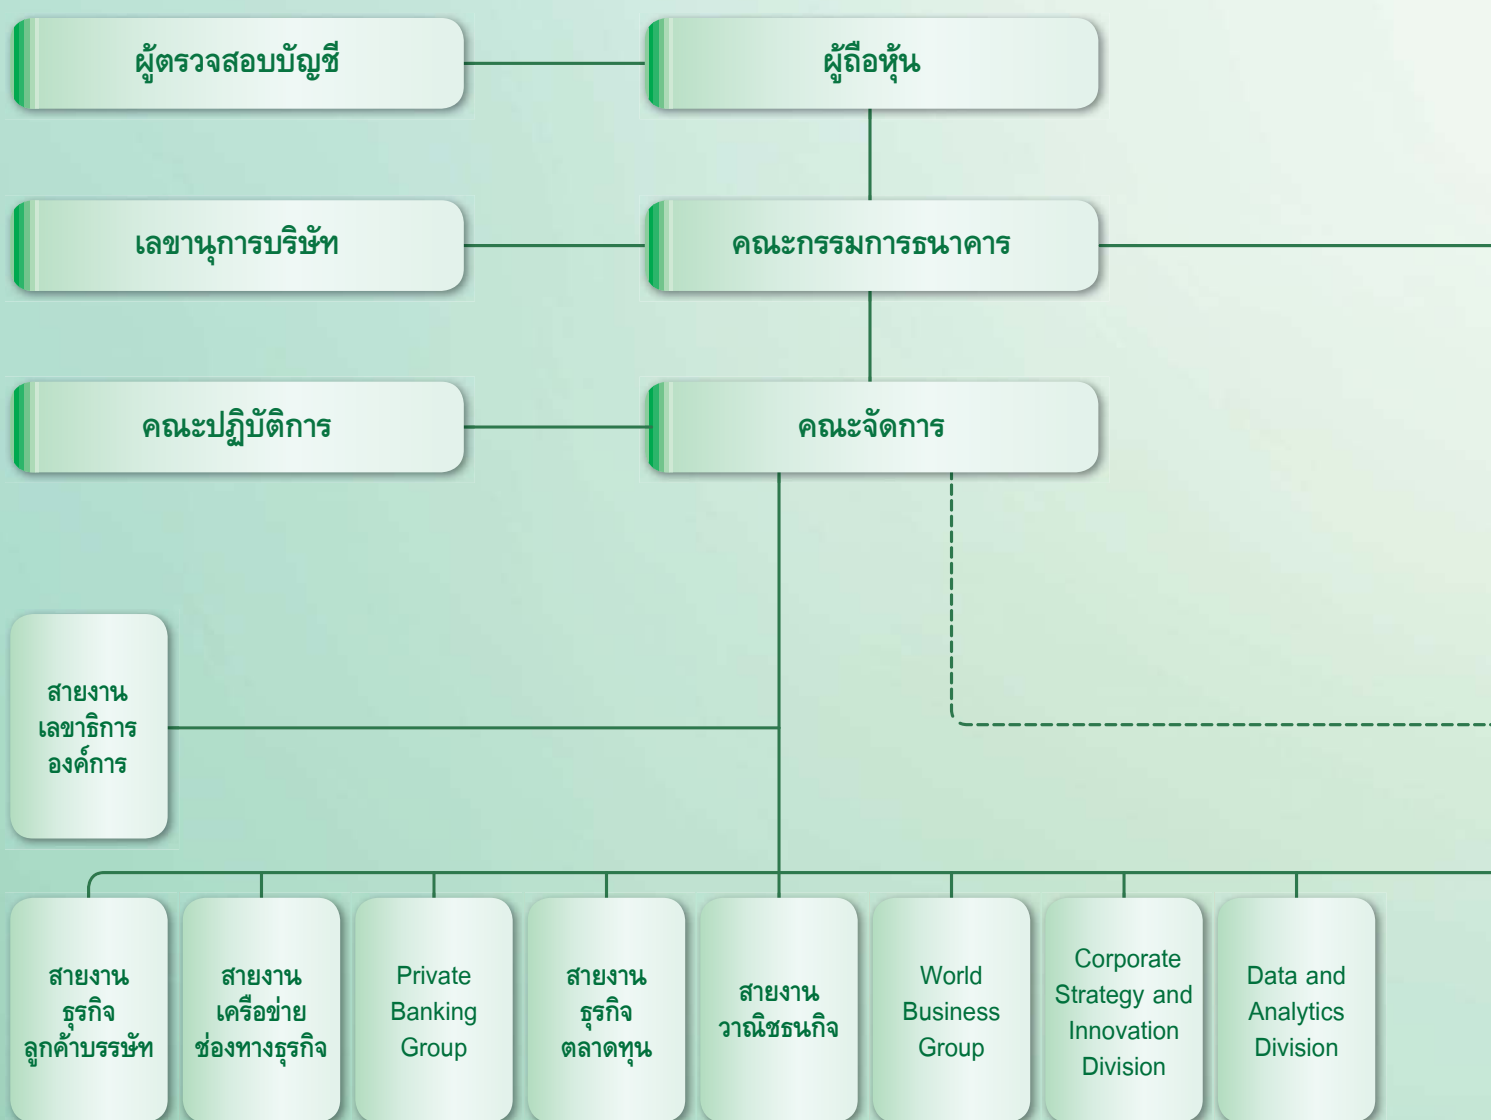 ผู้ตรวจสอบบัญชี
ผู้ถือหุ้น
เลขานุการบริษัท
คณะกรรมการธนาคาร
คณะปฏิบัติการ
คณะจัดการ
สายงาน
เลขาธิการ
องค์การ
สายงาน
ธุรกิจ
ลูกค้าบรรษัท
สายงาน
เครือข่าย
ช่องทางธุรกิจ
Private
Banking
Group
สายงาน
ธุรกิจ
ตลาดทุน
สายงาน
วาณิชธนกิจ
World
Business
Group
Corporate
Strategy and
Innovation
Division
Data and
Analytics
Division